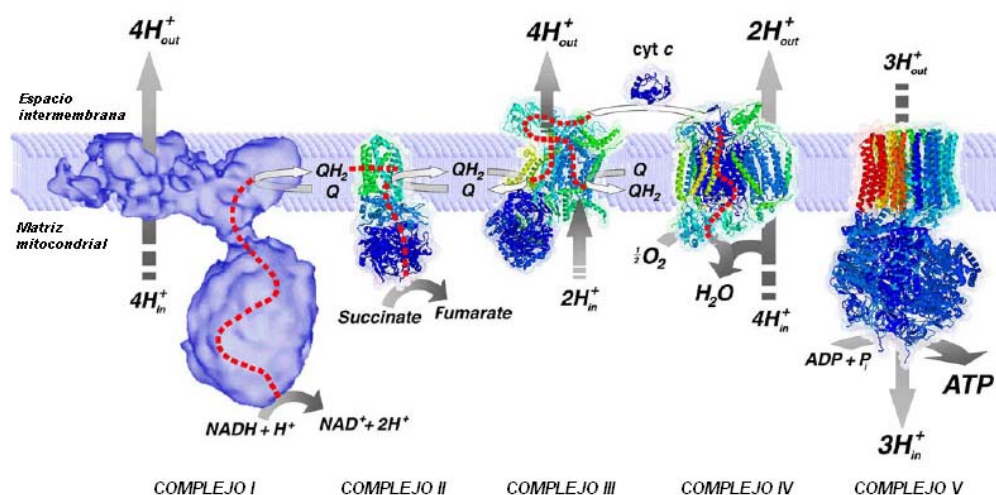 4H⁺out
4H⁺out
cyt c
2H⁺out
3H⁺out
Espacio
intermembrana
QH₂
Q
QH₂
Q
Q
QH₂
Matriz
mitocondrial
4H⁺in
Succinate
Fumarate
2H⁺in
½O₂
H₂O
4H⁺in
ADP + Pi
ATP
NADH + H⁺
NAD⁺ + 2H⁺
3H⁺in
COMPLEJO I
COMPLEJO II
COMPLEJO III
COMPLEJO IV
COMPLEJO V